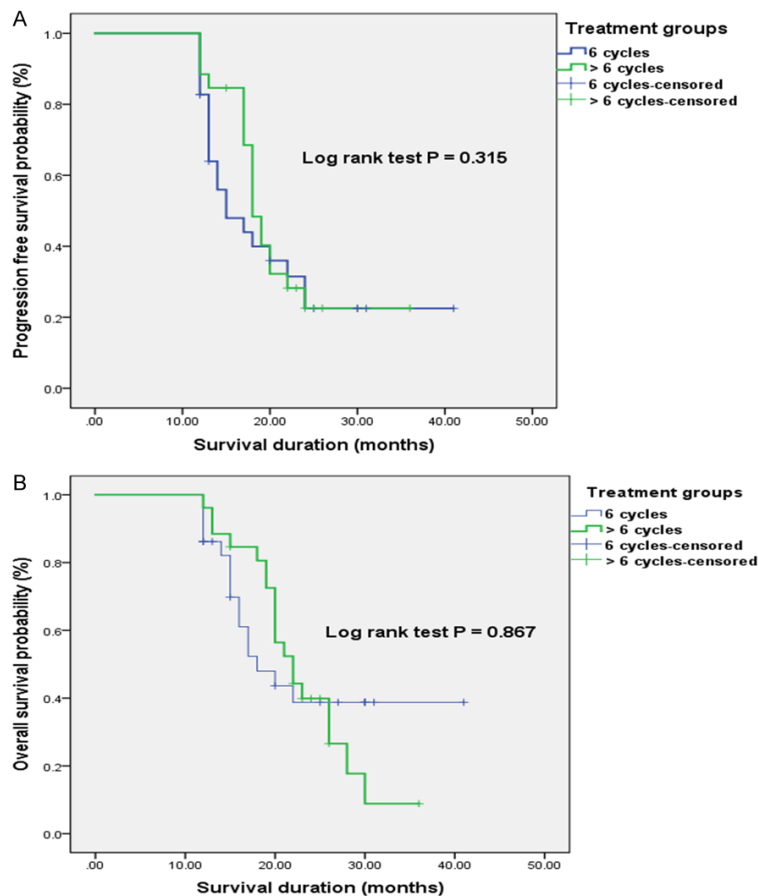 A
Treatment groups
6 cycles
> 6 cycles
6 cycles-censored
> 6 cycles-censored
Log rank test P = 0.315
Progression free survival probability (%)
1.0
0.8
0.6
0.4
0.2
0.0
.00 10.00 20.00 30.00 40.00 50.00
Survival duration (months)
B
Treatment groups
6 cycles
> 6 cycles
6 cycles-censored
> 6 cycles-censored
Log rank test P = 0.867
Overall survival probability (%)
1.0
0.8
0.6
0.4
0.2
0.0
.00 10.00 20.00 30.00 40.00 50.00
Survival duration (months)